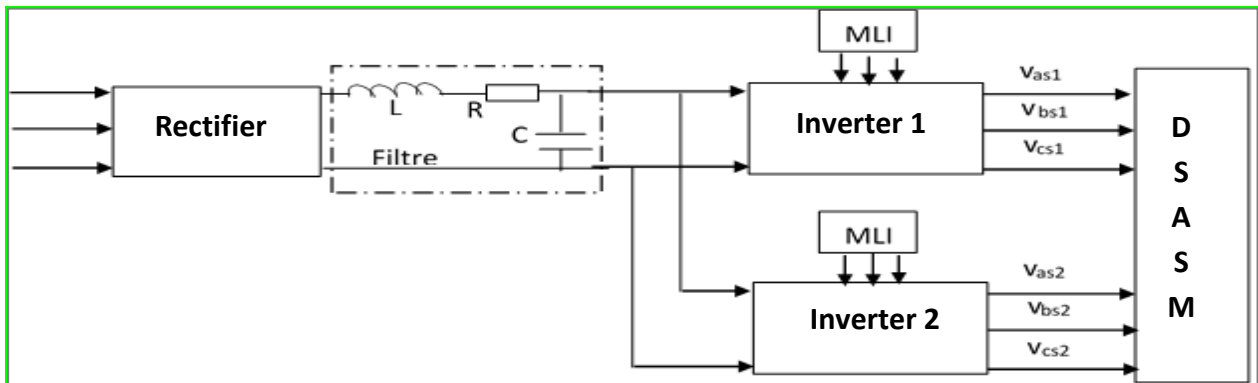 MLI
Rectifier
L
R
C
Filtre
Inverter 1
vas1
vbs1
vcs1
MLI
Inverter 2
vas2
vbs2
vcs2
D
S
A
S
M